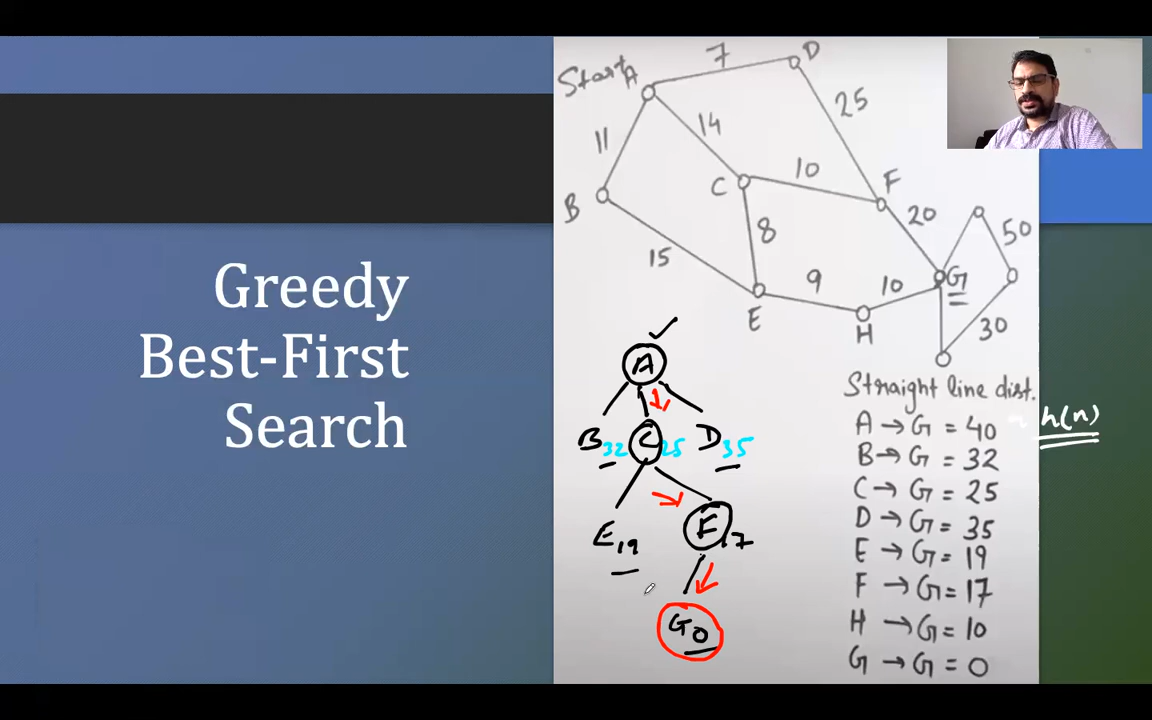 Greedy
Best-First
Search
Start A
7
D
11
14
25
B
C
10
F
8
20
50
15
9
10
G
E
H
30
A
B 32 C 25 D 35
E 19 F 17
G 0
Straight line dist.
h(n)
A → G = 40
B → G = 32
C → G = 25
D → G = 35
E → G = 19
F → G = 17
H → G = 10
G → G = 0